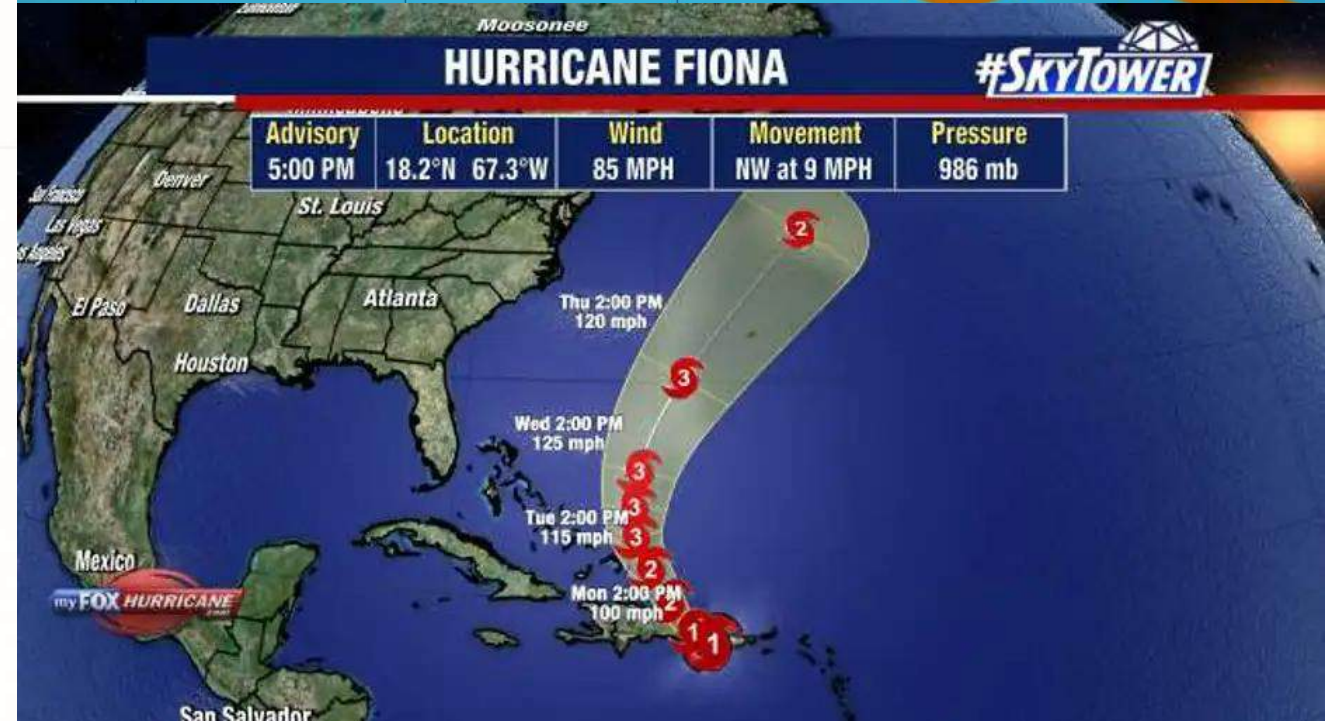 Moosonee
HURRICANE FIONA
#SKYTOWER
Advisory
5:00 PM
Location
18.2°N 67.3°W
Wind
85 MPH
Movement
NW at 9 MPH
Pressure
986 mb
Denver
St. Louis
San Francisco
Las Vegas
Los Angeles
El Paso
Dallas
Atlanta
Houston
Thu 2:00 PM
120 mph
2
3
Wed 2:00 PM
125 mph
3
3
Tue 2:00 PM
115 mph
3
2
Mon 2:00 PM
100 mph
2
1
1
Mexico
my FOX HURRICANE
.com
San Salvador